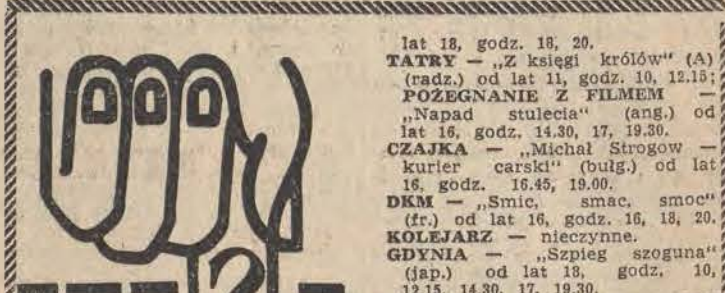 lat 18, godz. 18, 20.
TATRY — „Z księgi królów" (A)
(radz.) od lat 11, godz. 10, 12.15;
POŻEGNANIE Z FILMEM —
„Napad stulecia" (ang.) od
lat 16, godz. 14.30, 17, 19.30.
CZAJKA — „Michał Strogow —
kurier carski" (bułg.) od lat
16, godz. 16.45, 19.00.
DKM — „Smic, smac, smoc"
(fr.) od lat 16, godz. 16, 18, 20.
KOLEJARZ — nieczynne.
GDYNIA — „Szpieg szoguna"
(jap.) od lat 18, godz. 10,
12.15, 14.30, 17, 19.30.
?